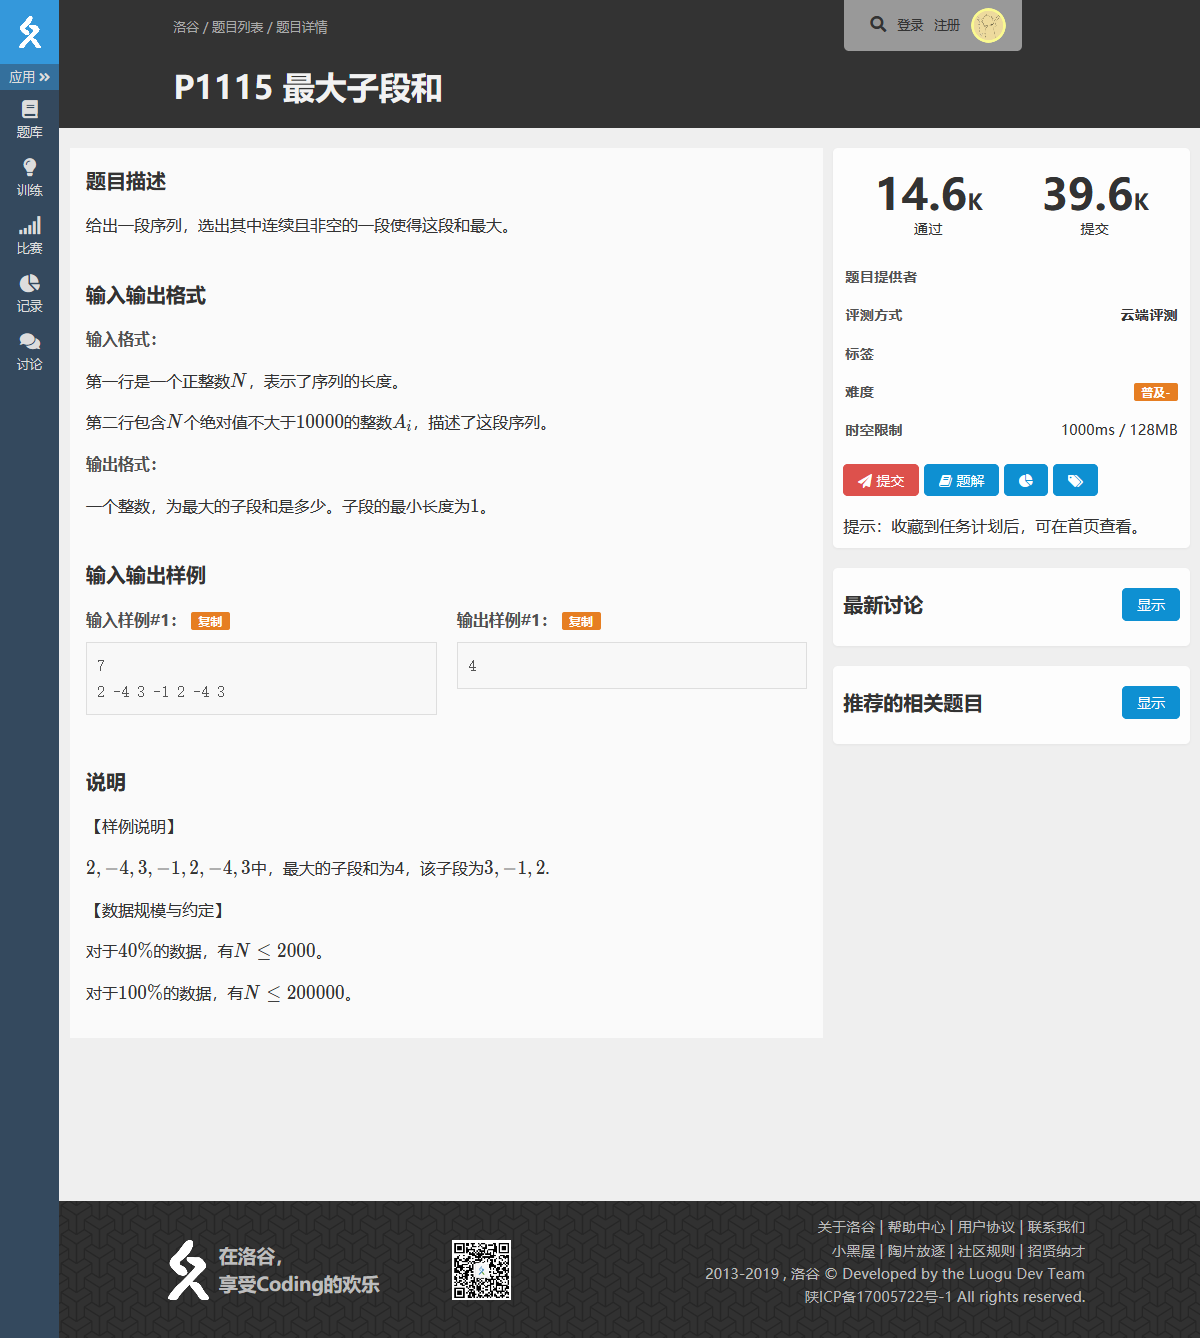 洛谷 / 题目列表 / 题目详情
登录 注册
应用
P1115 最大子段和
题库
训练
比赛
记录
讨论
题目描述
给出一段序列，选出其中连续且非空的一段使得这段和最大。
输入输出格式
输入格式：
第一行是一个正整数N，表示了序列的长度。
第二行包含N个绝对值不大于10000的整数A_i，描述了这段序列。
输出格式：
一个整数，为最大的子段和是多少。子段的最小长度为1。
输入输出样例
输入样例#1： 复制
7
2 -4 3 -1 2 -4 3
输出样例#1： 复制
4
说明
【样例说明】
2,−4,3,−1,2,−4,3中，最大的子段和为4，该子段为3,−1,2.
【数据规模与约定】
对于40%的数据，有N ≤ 2000。
对于100%的数据，有N ≤ 200000。
14.6K
通过
39.6K
提交
题目提供者
评测方式 云端评测
标签
难度 普及-
时空限制 1000ms / 128MB
提交 题解
提示：收藏到任务计划后，可在首页查看。
最新讨论 显示
推荐的相关题目 显示
在洛谷，
享受Coding的欢乐
关于洛谷 | 帮助中心 | 用户协议 | 联系我们
小黑屋 | 陶片放逐 | 社区规则 | 招贤纳才
2013-2019 , 洛谷 © Developed by the Luogu Dev Team
陕ICP备17005722号-1 All rights reserved.